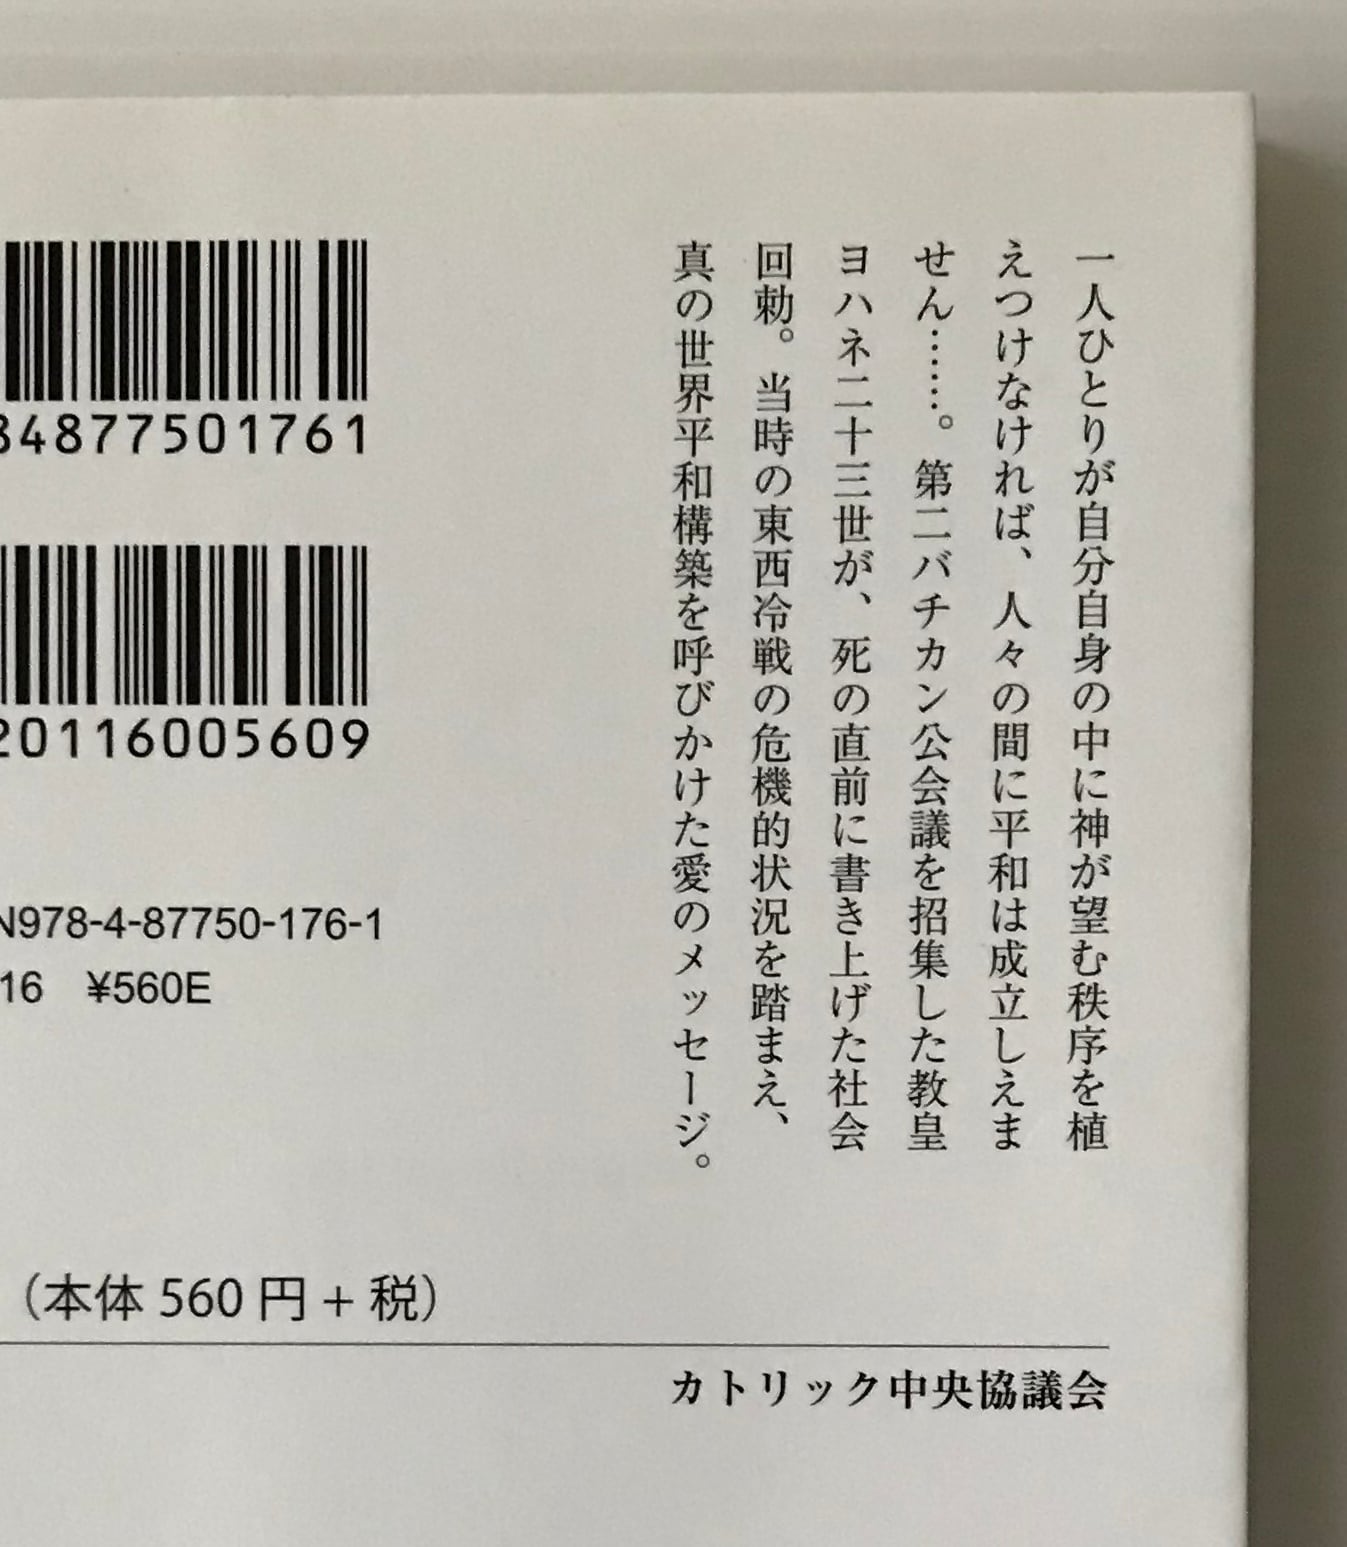 一人ひとりが自分自身の中に神が望む秩序を植
えつけなければ、人々の間に平和は成立しえま
せん……。第二バチカン公会議を招集した教皇
ヨハネ二十三世が、死の直前に書き上げた社会
回勅。当時の東西冷戦の危機的状況を踏まえ、
真の世界平和構築を呼びかけた愛のメッセージ。
84877501761
20116005609
N978-4-87750-176-1
16 ¥560E
（本体 560 円 + 税）
カトリック中央協議会